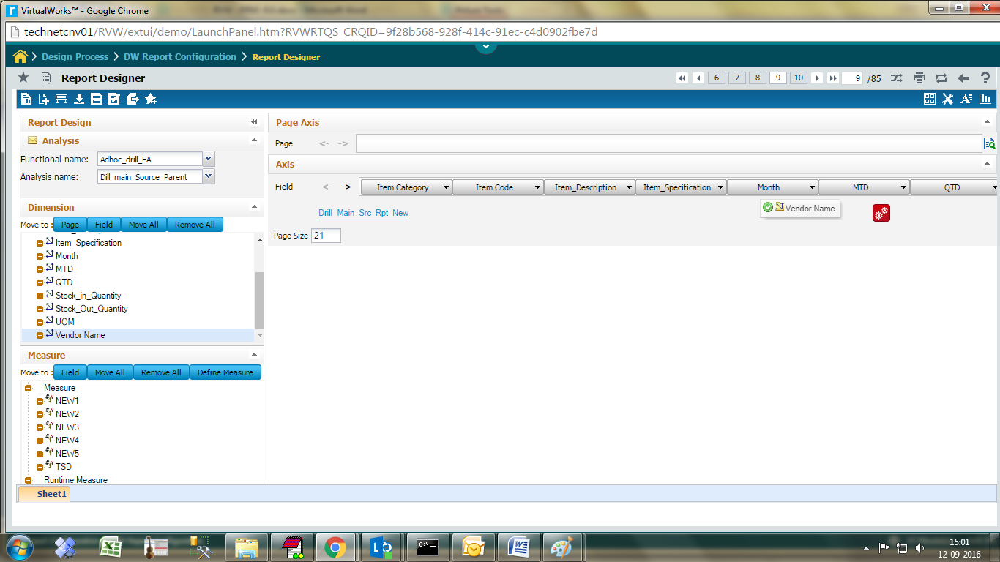 VirtualWorks™ - Google Chrome
technetcnv01/RVW/extui/demo/LaunchPanel.htm?RVWRTQS_CRQID=9f28b568-928f-414c-91ec-c4d0902fbe7d
Design Process > DW Report Configuration > Report Designer
Report Designer
6 7 8 9 10 9 /85
Report Design
Page Axis
Analysis
Page <- ->
Functional name: Adhoc_drill_FA
Axis
Analysis name: Dill_main_Source_Parent
Field <- -> Item Category Item Code Item_Description Item_Specification Month MTD QTD
Dimension
Vendor Name
Drill_Main_Src_Rpt_New
Move to : Page Field Move All Remove All
Page Size 21
Item_Specification
Month
MTD
QTD
Stock_in_Quantity
Stock_Out_Quantity
UOM
Vendor Name
Measure
Move to : Field Move All Remove All Define Measure
Measure
NEW1
NEW2
NEW3
NEW4
NEW5
TSD
Runtime Measure
Sheet1
15:01
12-09-2016